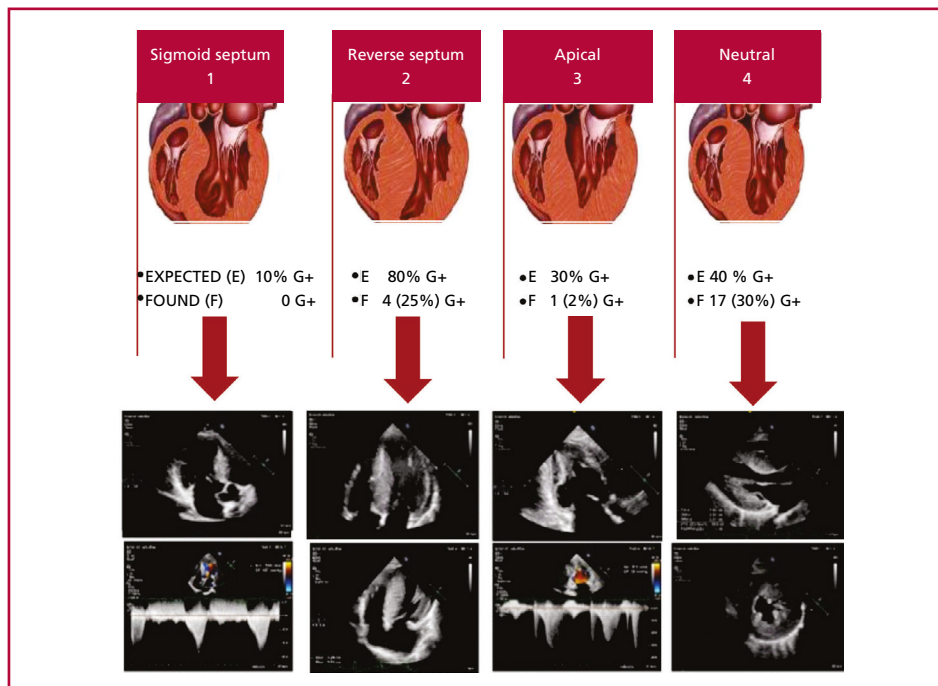 Sigmoid septum
1
Reverse septum
2
Apical
3
Neutral
4
•EXPECTED (E) 10% G+
•FOUND (F) 0 G+
•E 80% G+
•F 4 (25%) G+
•E 30% G+
•F 1 (2%) G+
•E 40 % G+
•F 17 (30%) G+